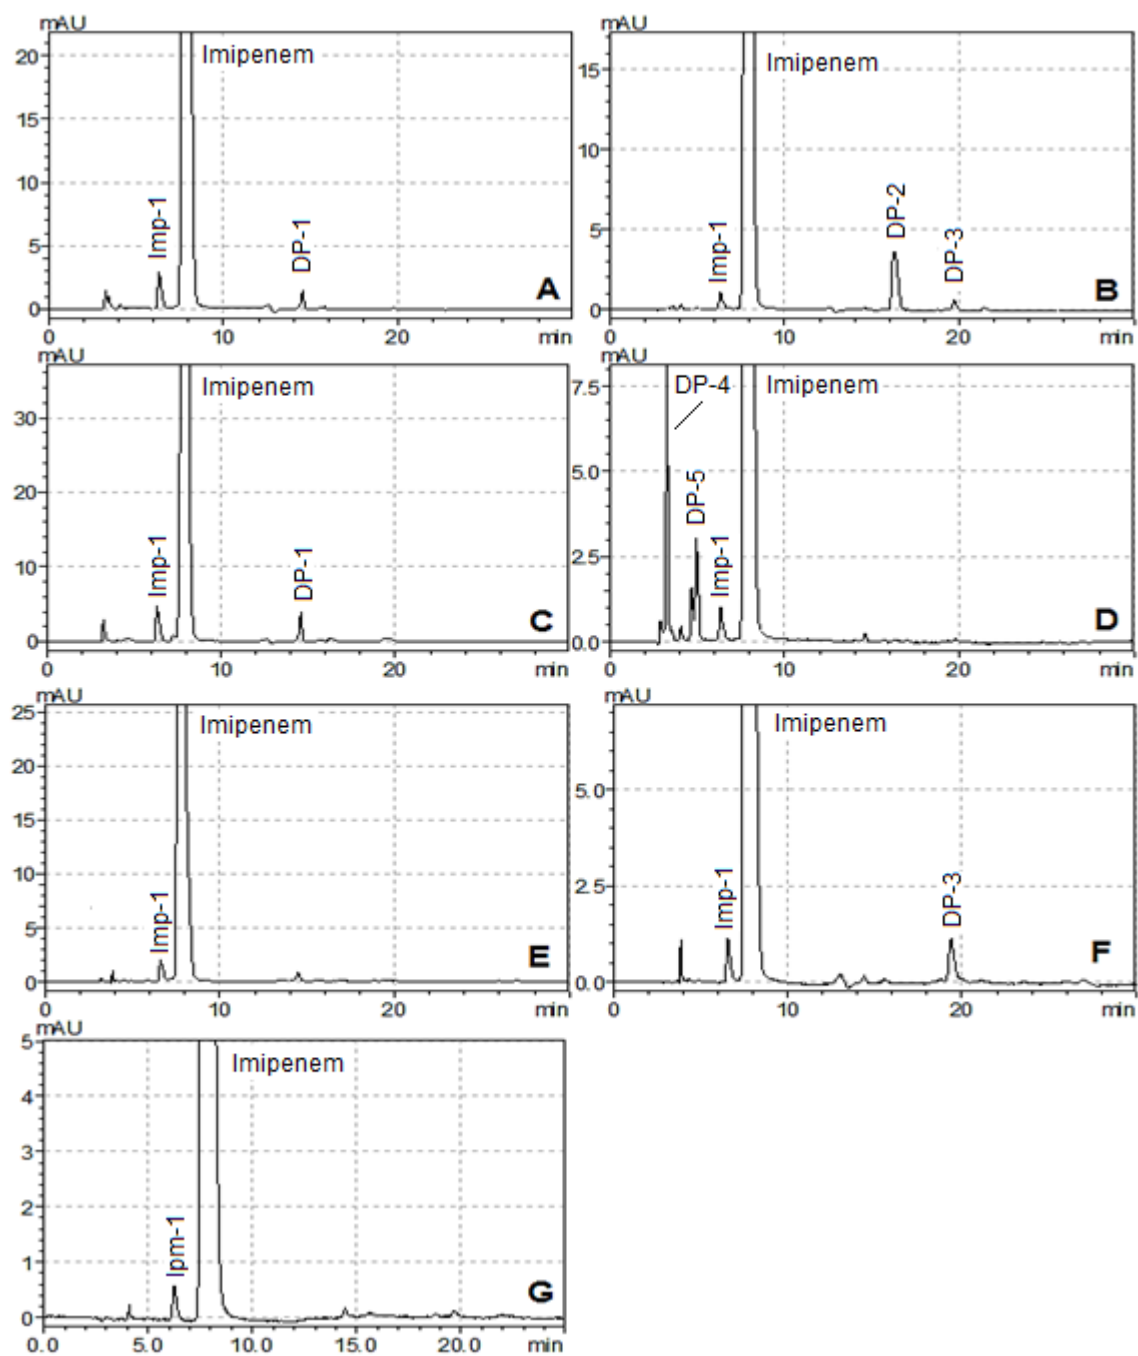 mAU
20
15
10
5
0
Imipenem
Imp-1
DP-1
A
0 10 20 min
mAU
15
10
5
0
Imipenem
Imp-1
DP-2
DP-3
B
0 10 20 min
mAU
30
20
10
0
Imipenem
Imp-1
DP-1
C
0 10 20 min
mAU
7.5
5.0
2.5
0.0
DP-4
Imipenem
DP-5
Imp-1
D
0 10 20 min
mAU
25
20
15
10
5
0
Imipenem
Imp-1
E
0 10 20 min
mAU
5.0
2.5
0.0
Imipenem
Imp-1
DP-3
F
0 10 20 min
mAU
5
4
3
2
1
0
Imipenem
Ipm-1
G
0.0 5.0 10.0 15.0 20.0 min